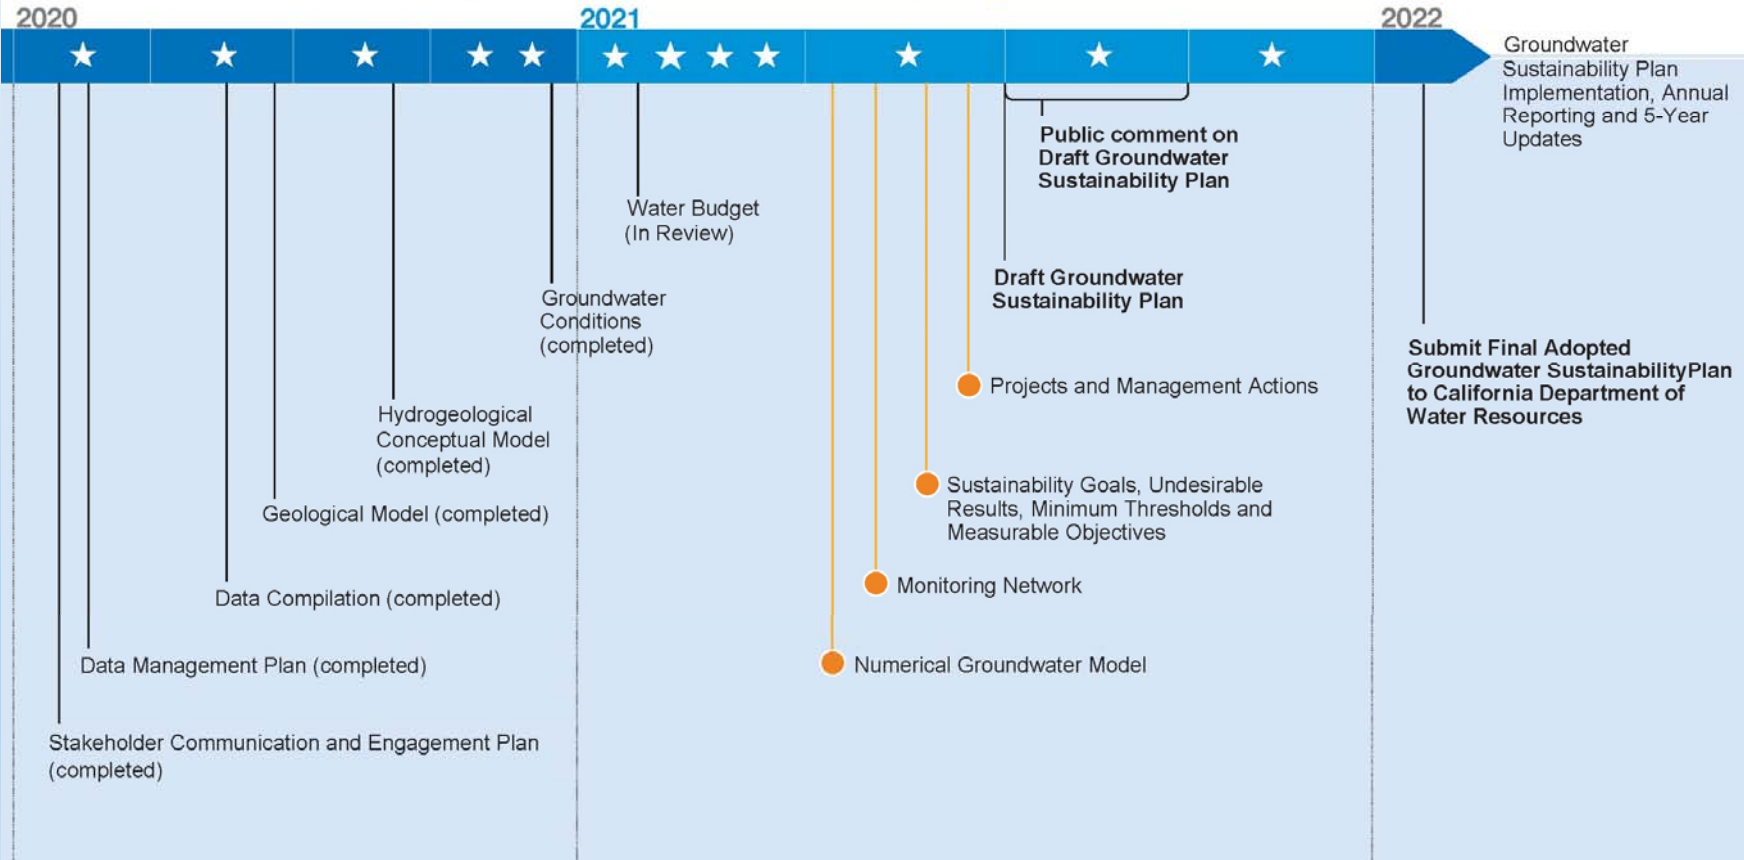 2020
2021
2022
Groundwater
Sustainability Plan
Implementation, Annual
Reporting and 5-Year
Updates
Public comment on
Draft Groundwater
Sustainability Plan
Water Budget
(In Review)
Draft Groundwater
Sustainability Plan
Groundwater
Conditions
(completed)
Submit Final Adopted
Groundwater SustainabilityPlan
to California Department of
Water Resources
Projects and Management Actions
Hydrogeological
Conceptual Model
(completed)
Sustainability Goals, Undesirable
Results, Minimum Thresholds and
Measurable Objectives
Geological Model (completed)
Monitoring Network
Data Compilation (completed)
Data Management Plan (completed)
Numerical Groundwater Model
Stakeholder Communication and Engagement Plan
(completed)